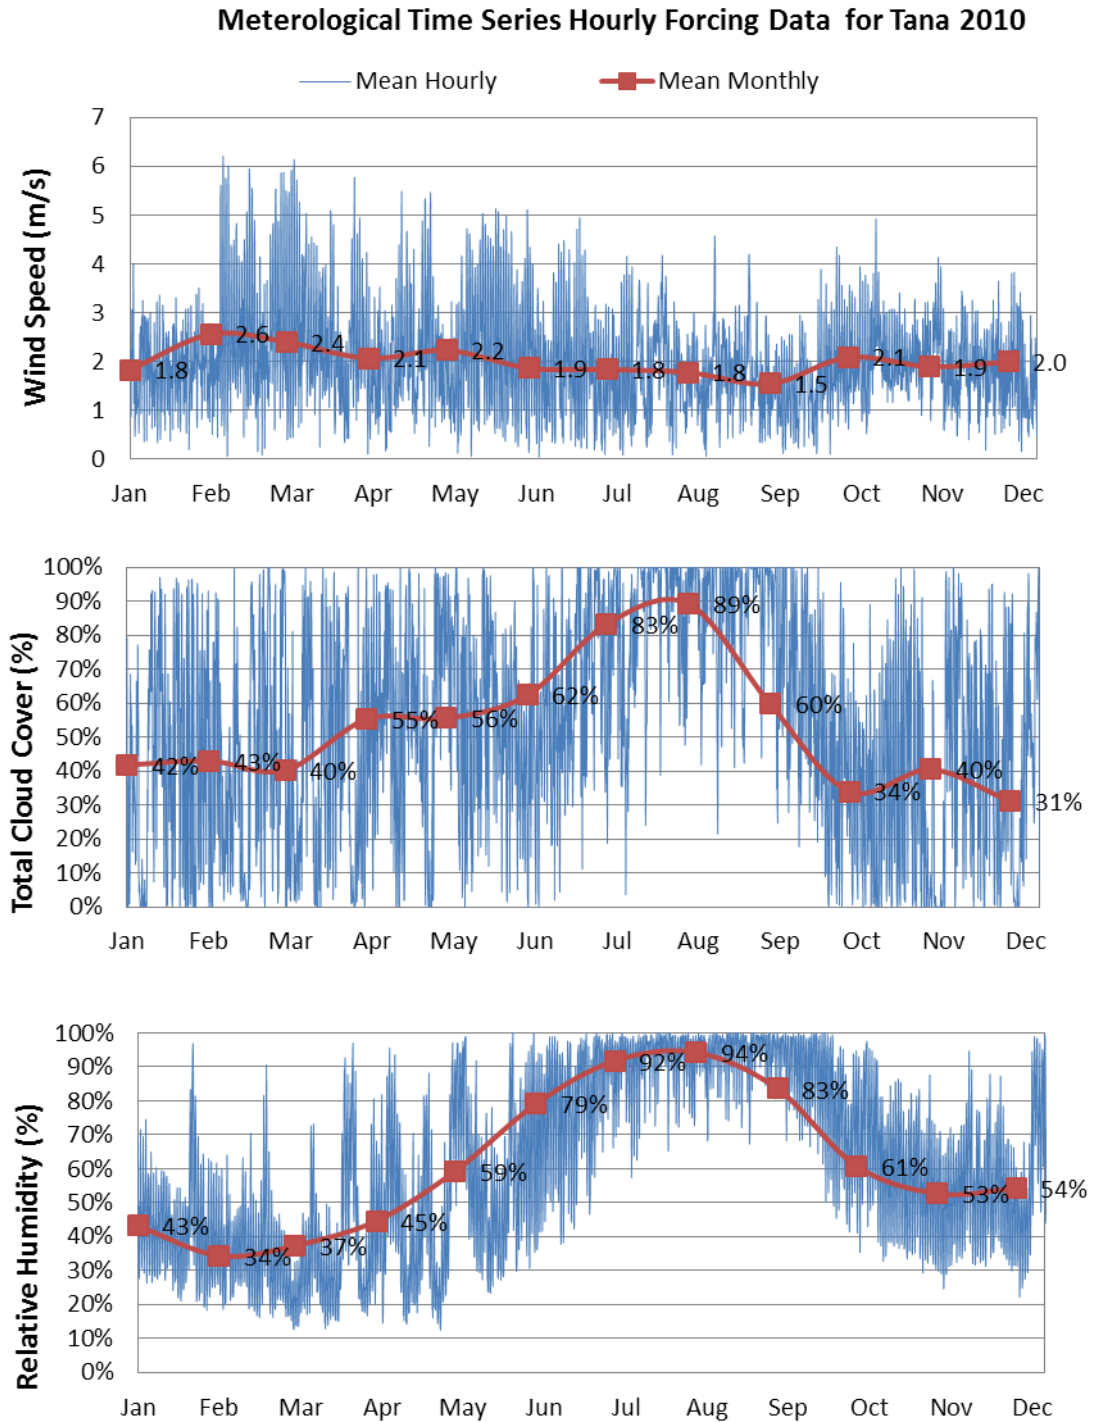 Meterological Time Series Hourly Forcing Data for Tana 2010
Mean Hourly Mean Monthly
Wind Speed (m/s)
7
6
5
4
3
2
1
0
1.8 2.6 2.4 2.1 2.2 1.9 1.8 1.8 1.5 2.1 1.9 2.0
Jan Feb Mar Apr May Jun Jul Aug Sep Oct Nov Dec
Total Cloud Cover (%)
100%
90%
80%
70%
60%
50%
40%
30%
20%
10%
0%
42% 43% 40% 55% 56% 62% 83% 89% 60% 34% 40% 31%
Jan Feb Mar Apr May Jun Jul Aug Sep Oct Nov Dec
Relative Humidity (%)
100%
90%
80%
70%
60%
50%
40%
30%
20%
10%
0%
43% 34% 37% 45% 59% 79% 92% 94% 83% 61% 53% 54%
Jan Feb Mar Apr May Jun Jul Aug Sep Oct Nov Dec